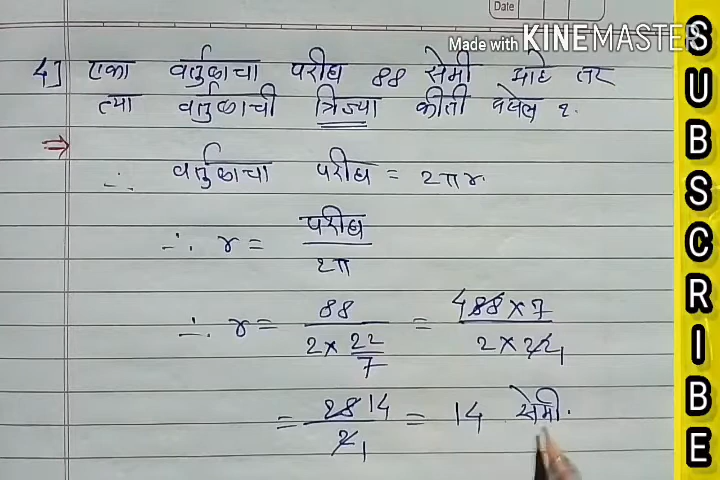 Date
Made with KINEMASTER
4] एका वर्तुळाचा परीघ 88 सेमी आहे तर
त्या वर्तुळाची त्रिज्या कीती असेल ?
⇒
∴ वर्तुळाचा परीघ = 2πr.
∴ r = परीघ / 2π
∴ r = 88 / 2 × 22/7 = 4 88 × 7 / 2 × 22 1
= 28 14 / 2 1 = 14 सेमी.
SUBSCRIBE